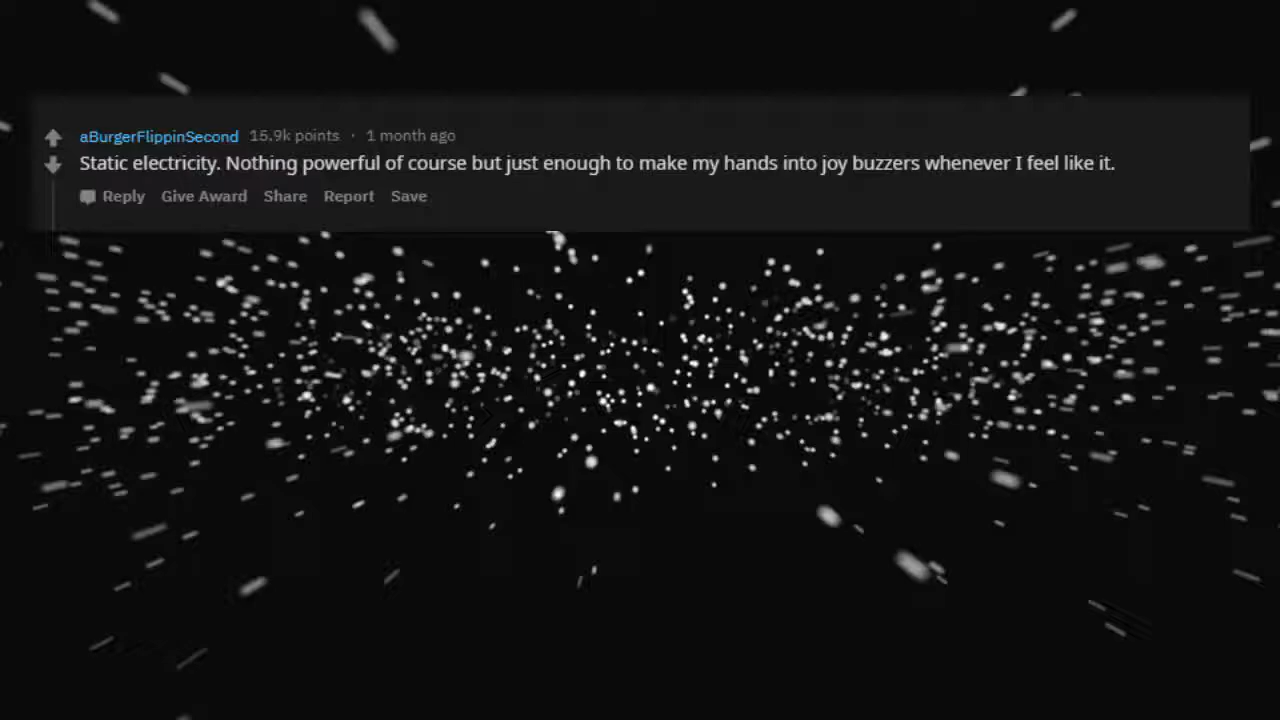 aBurgerFlippinSecond 15.9k points · 1 month ago
Static electricity. Nothing powerful of course but just enough to make my hands into joy buzzers whenever I feel like it.
Reply Give Award Share Report Save